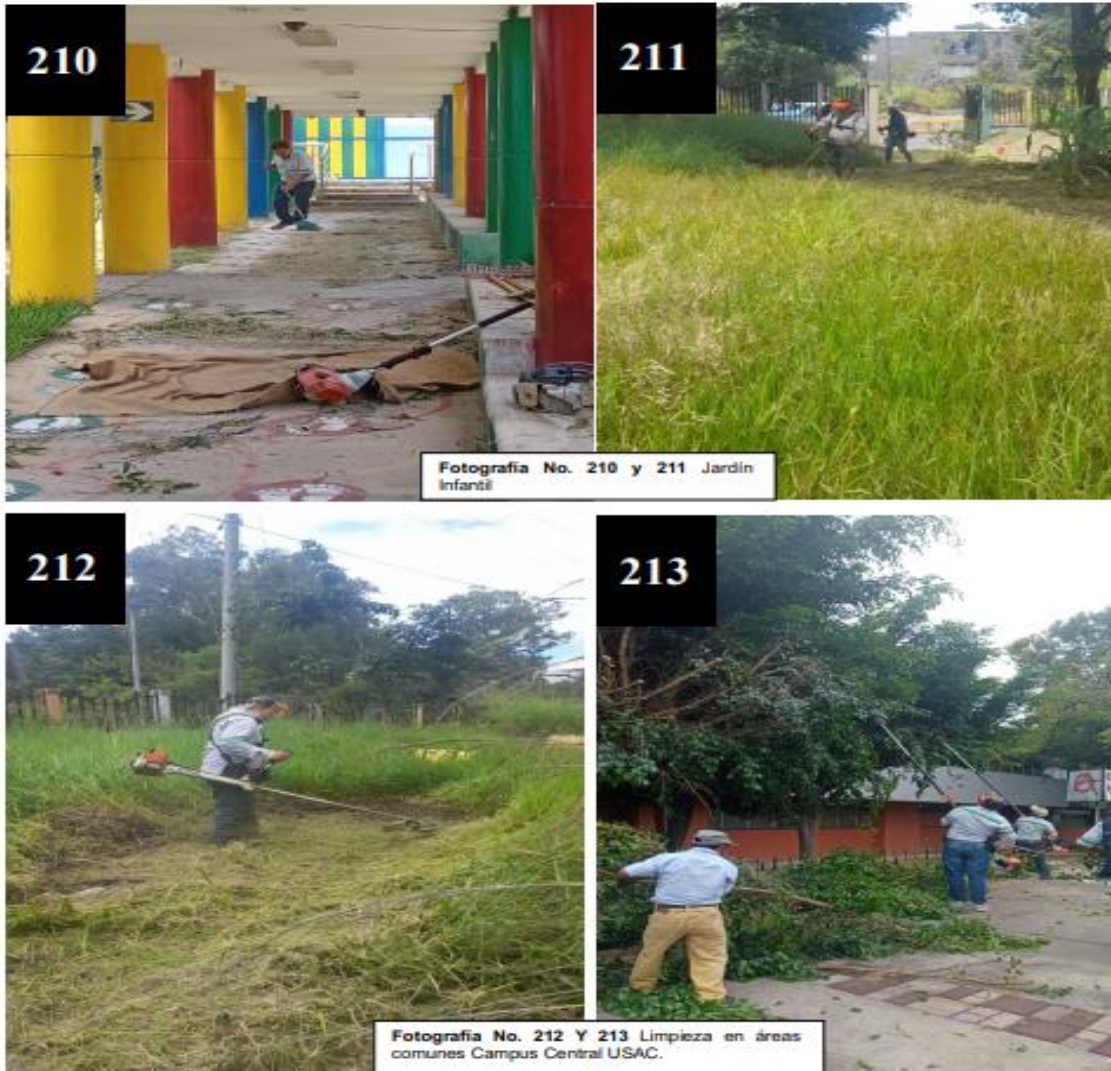 210
211
Fotografía No. 210 y 211 Jardín
Infantil
212
213
Fotografía No. 212 Y 213 Limpieza en áreas
comunes Campus Central USAC.